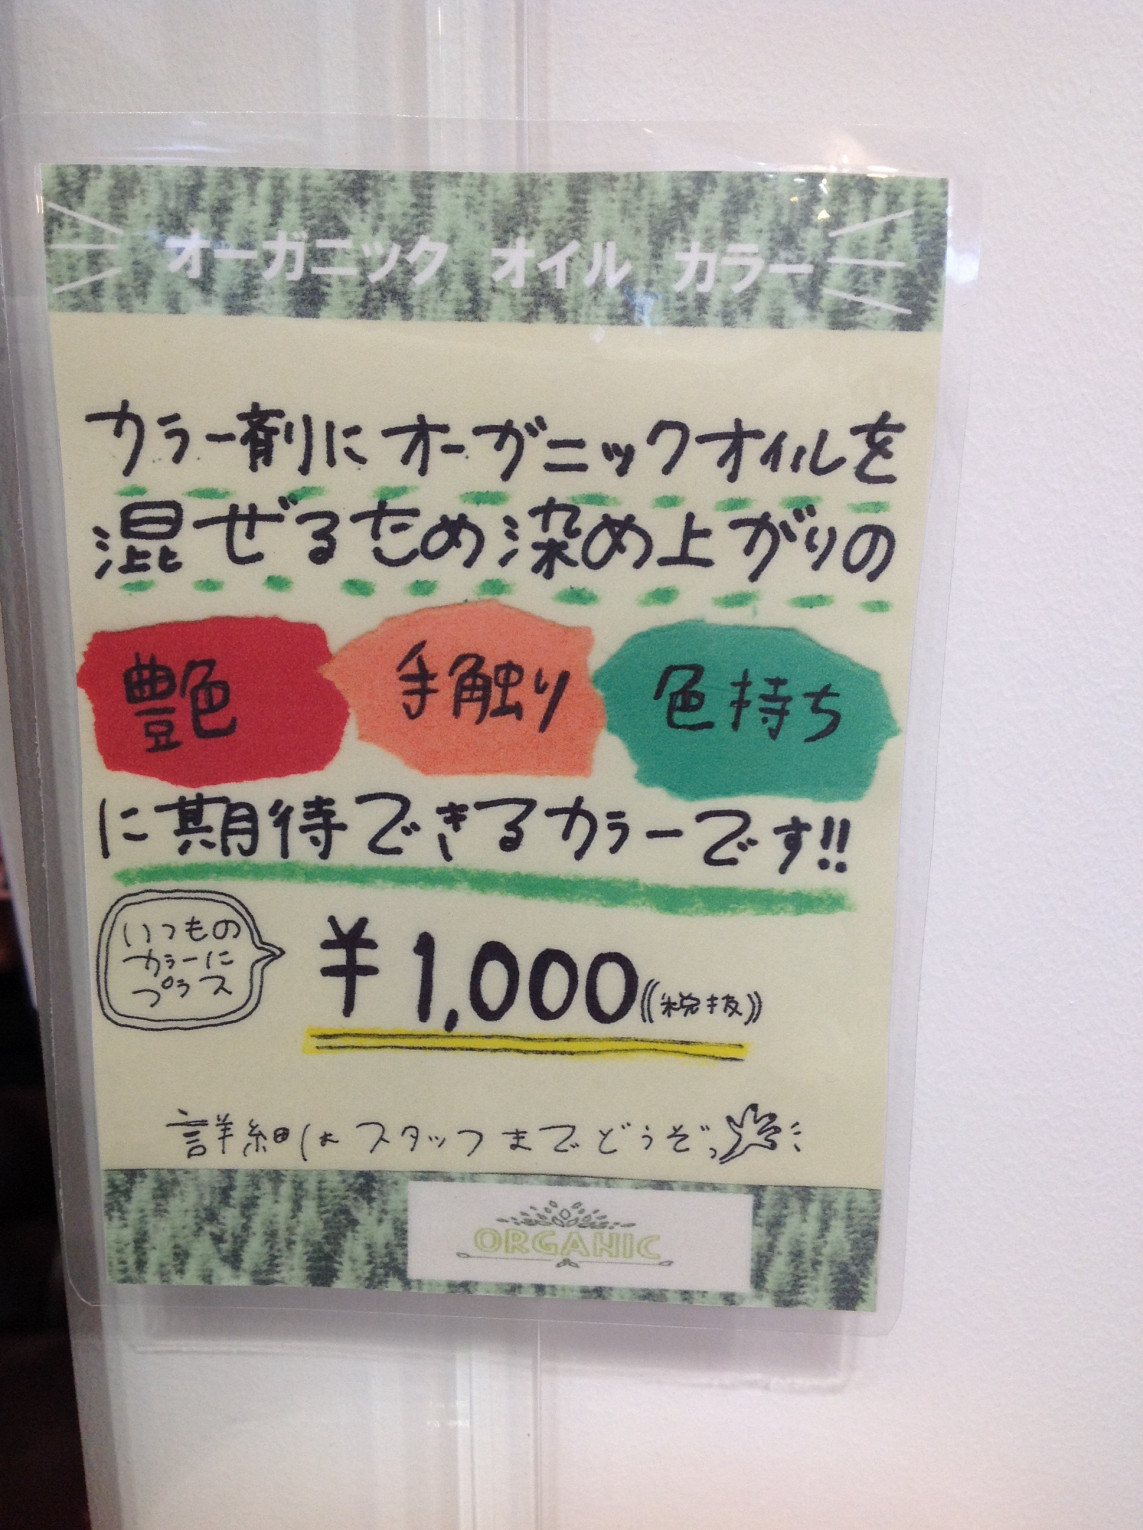 オーガニック オイル カラー
カラー剤にオーガニックオイルを
混ぜるため染め上がりの
艶 手触り 色持ち
に期待できるカラーです!!
いつもの
カラーに
プラス
¥1,000((税抜))
詳細はスタッフまでどうぞっ
ORGANIC